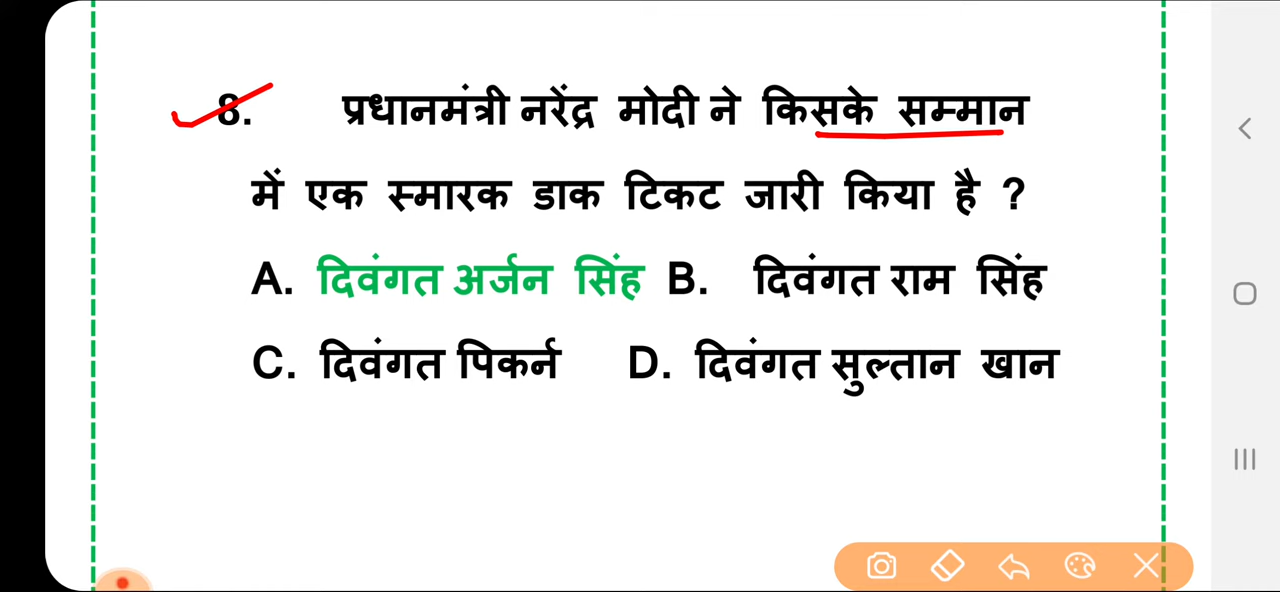 8. प्रधानमंत्री नरेंद्र मोदी ने किसके सम्मान
में एक स्मारक डाक टिकट जारी किया है ?
A. दिवंगत अर्जन सिंह B. दिवंगत राम सिंह
C. दिवंगत पिकर्न D. दिवंगत सुल्तान खान